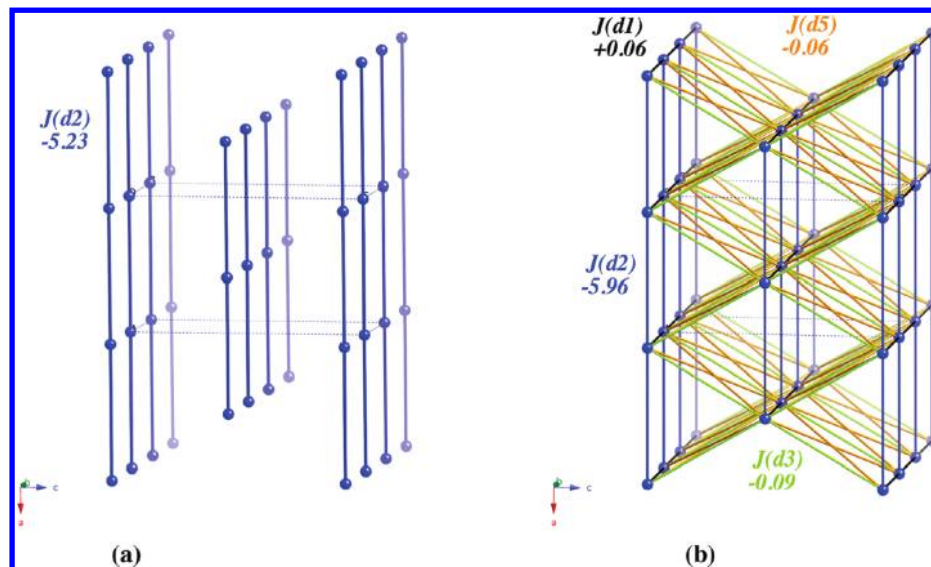 J(d2)
-5.23
b
c
a
(a)
J(d1)
+0.06
J(d5)
-0.06
J(d2)
-5.96
J(d3)
-0.09
b
c
a
(b)